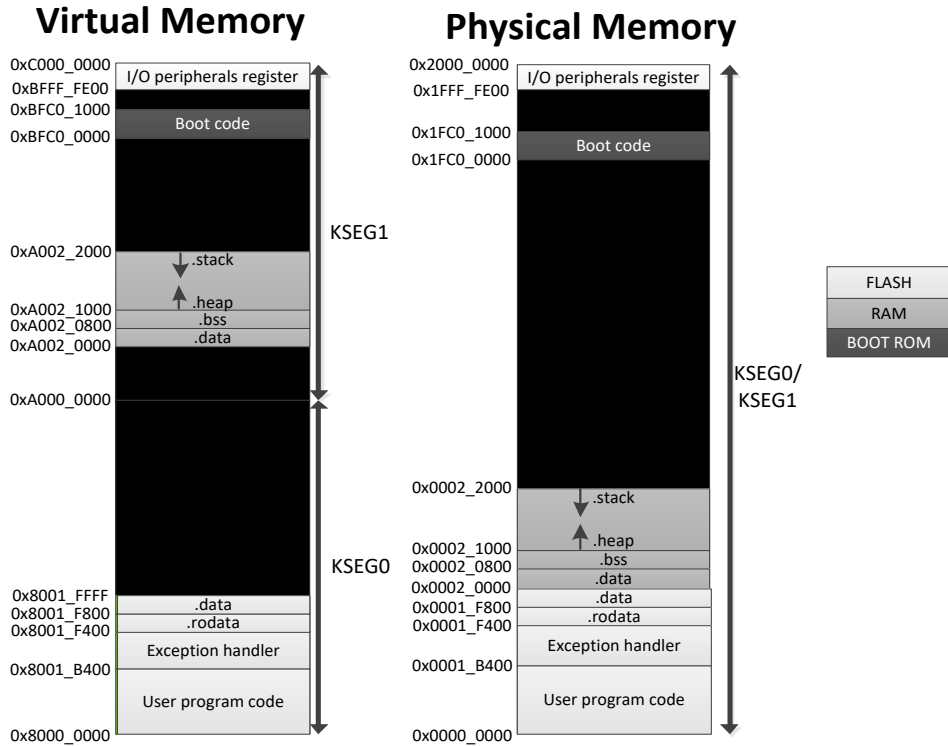 Virtual Memory
0xC000_0000
I/O peripherals register
0xBFFF_FE00
0xBFC0_1000
Boot code
0xBFC0_0000
KSEG1
0xA002_2000
.stack
.heap
0xA002_1000
.bss
0xA002_0800
.data
0xA002_0000
0xA000_0000
KSEG0
0x8001_FFFF
.data
0x8001_F800
.rodata
0x8001_F400
Exception handler
0x8001_B400
User program code
0x8000_0000
Physical Memory
0x2000_0000
I/O peripherals register
0x1FFF_FE00
0x1FC0_1000
Boot code
0x1FC0_0000
KSEG0/
KSEG1
0x0002_2000
.stack
.heap
0x0002_1000
.bss
0x0002_0800
.data
0x0002_0000
.data
0x0001_F800
.rodata
0x0001_F400
Exception handler
0x0001_B400
User program code
0x0000_0000
FLASH
RAM
BOOT ROM